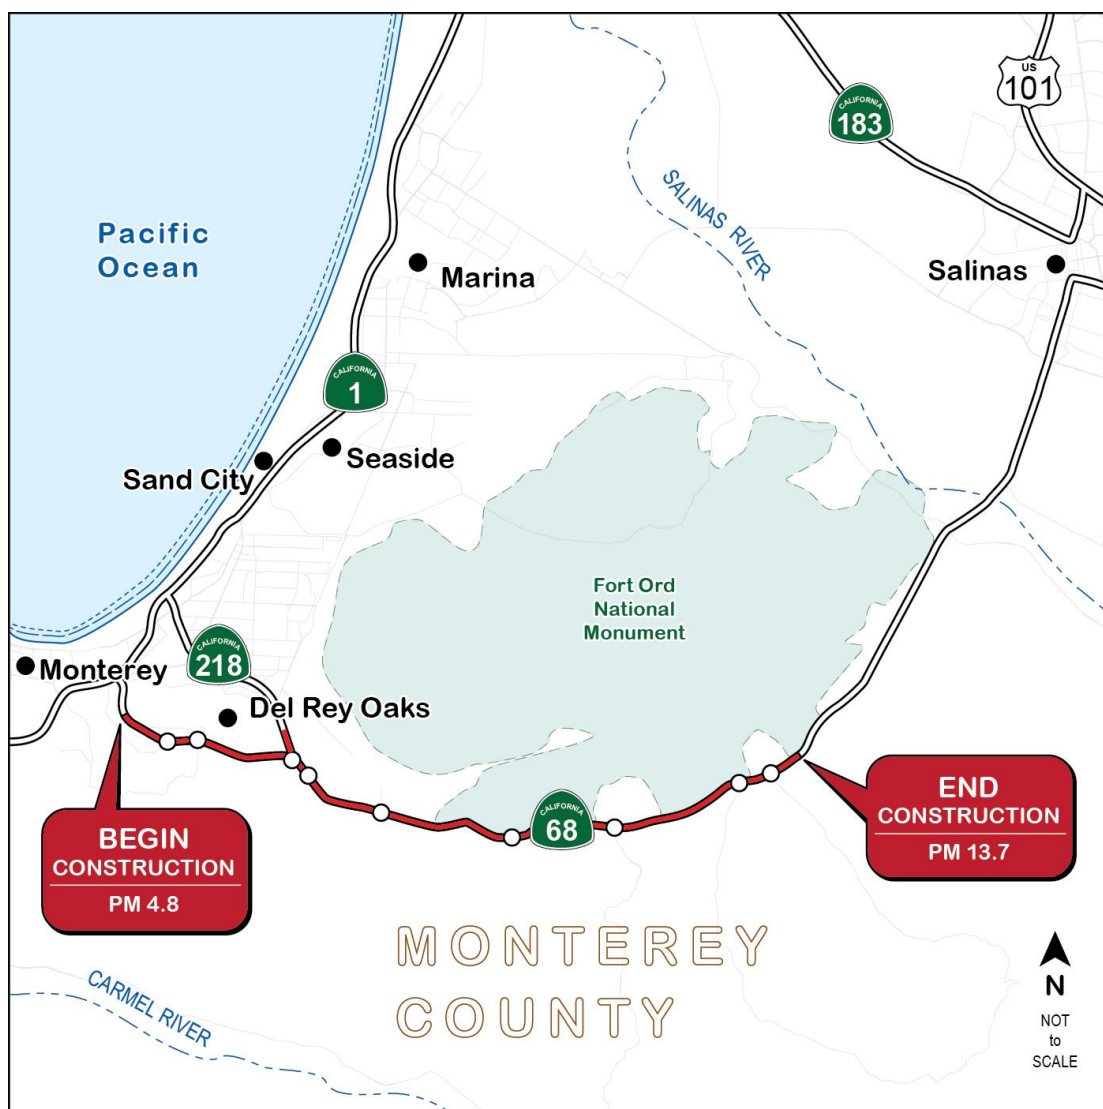 US
101
CALIFORNIA
183
SALINAS RIVER
Pacific
Ocean
Marina
Salinas
CALIFORNIA
1
Sand City
Seaside
Fort Ord
National
Monument
Monterey
CALIFORNIA
218
Del Rey Oaks
BEGIN
CONSTRUCTION
PM 4.8
CALIFORNIA
68
END
CONSTRUCTION
PM 13.7
MONTEREY
COUNTY
CARMEL RIVER
N
NOT
to
SCALE